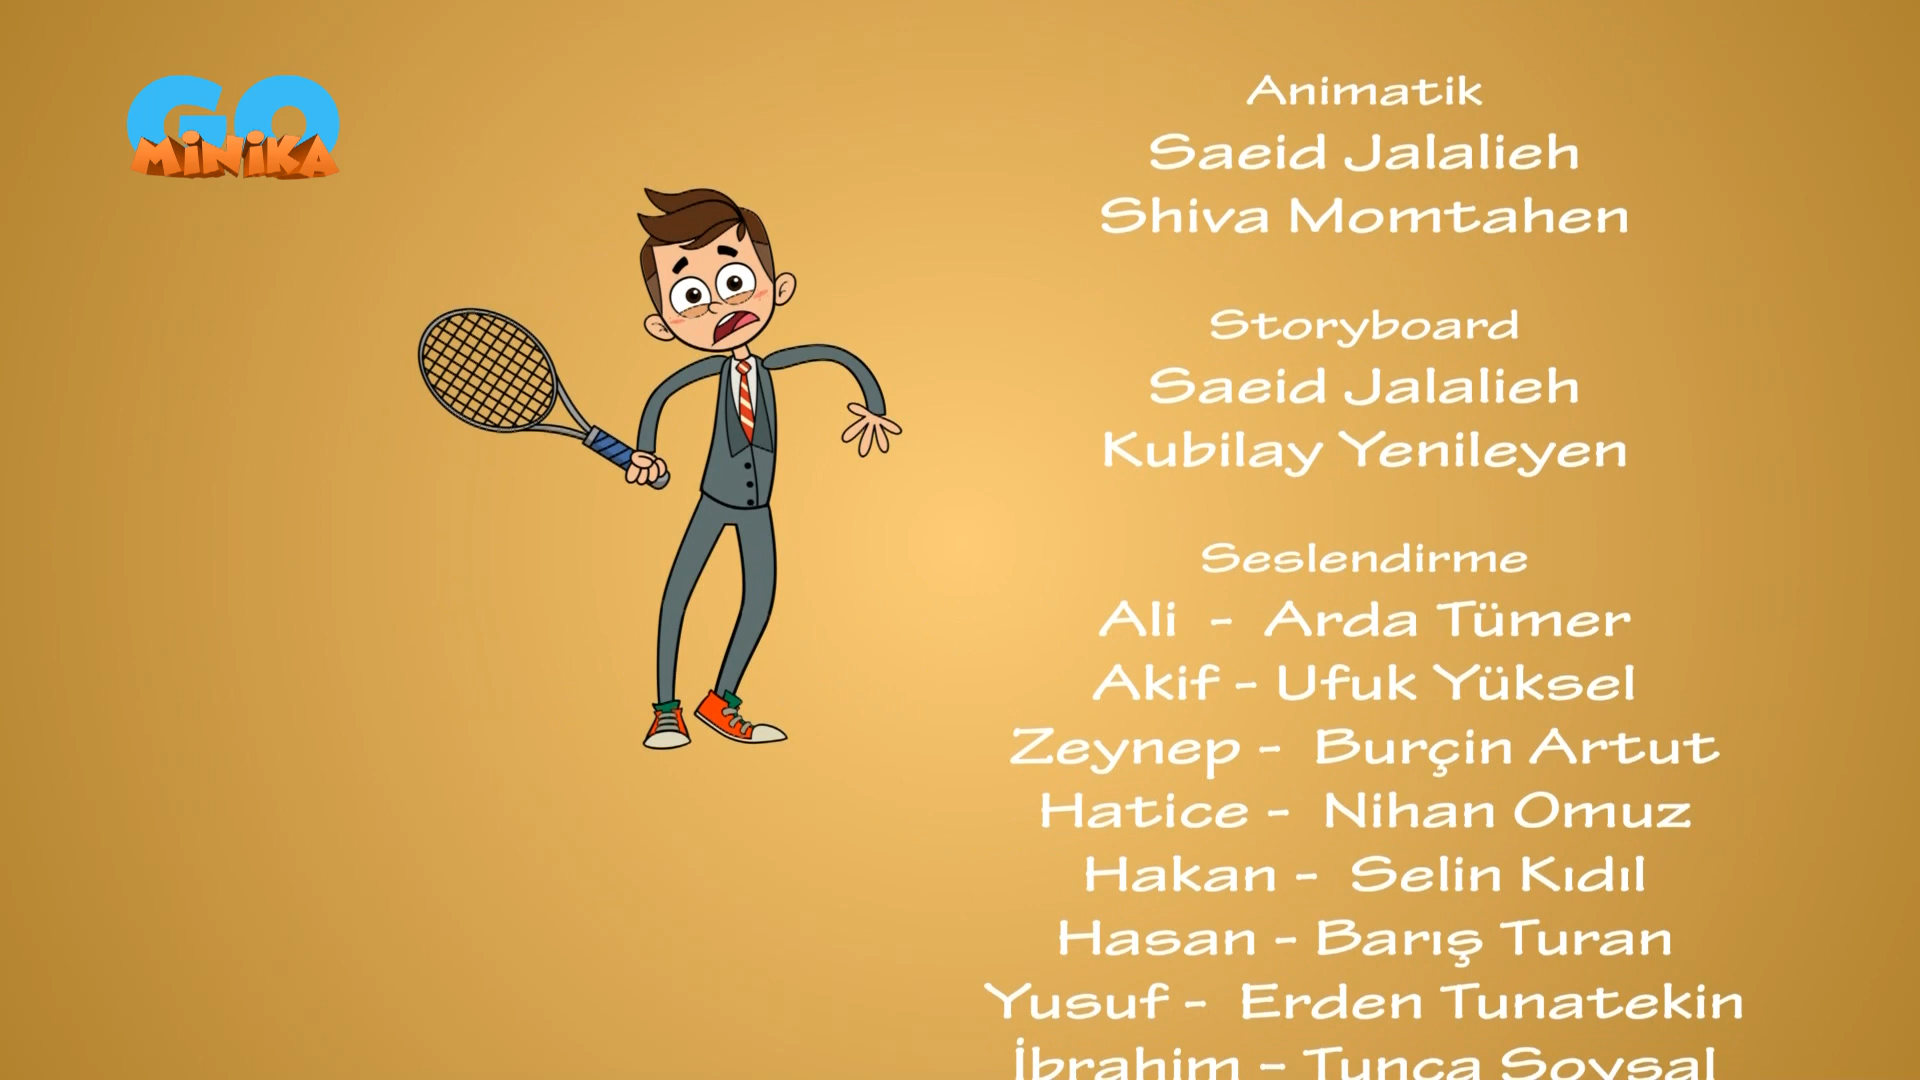 GO
MiNiKA
Animatik
Saeid Jalalieh
Shiva Momtahen
Storyboard
Saeid Jalalieh
Kubilay Yenileyen
Seslendirme
Ali - Arda Tümer
Akif - Ufuk Yüksel
Zeynep - Burçin Artut
Hatice - Nihan Omuz
Hakan - Selin Kıdıl
Hasan - Barış Turan
Yusuf - Erden Tunatekin
İbrahim - Tunca Soysal